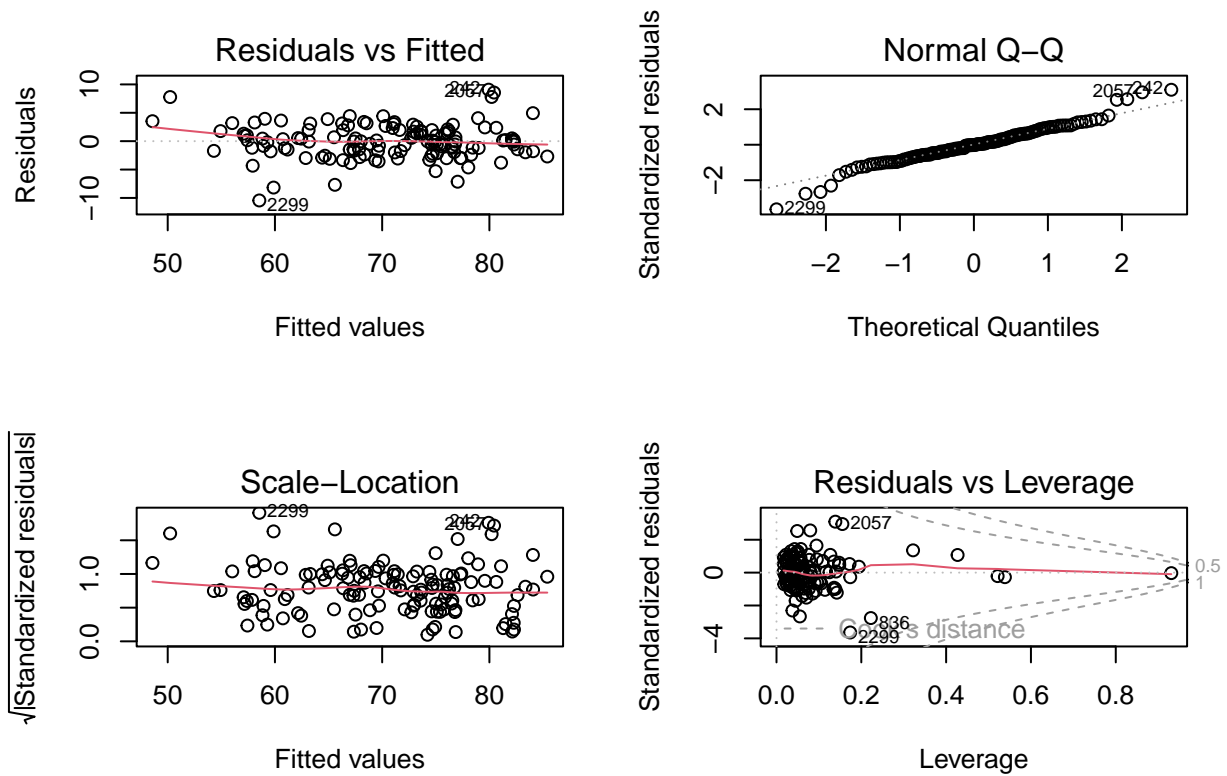 Residuals vs Fitted
Residuals
10
0
−10
242
2057
2299
50 60 70 80
Fitted values
Normal Q−Q
Standardized residuals
2
−2
2057 242
2299
−2 −1 0 1 2
Theoretical Quantiles
Scale−Location
√|Standardized residuals|
1.0
0.0
2299
242
2057
50 60 70 80
Fitted values
Residuals vs Leverage
Standardized residuals
0
−4
2057
836
2299
Cook's distance
0.5
1
0.0 0.2 0.4 0.6 0.8
Leverage